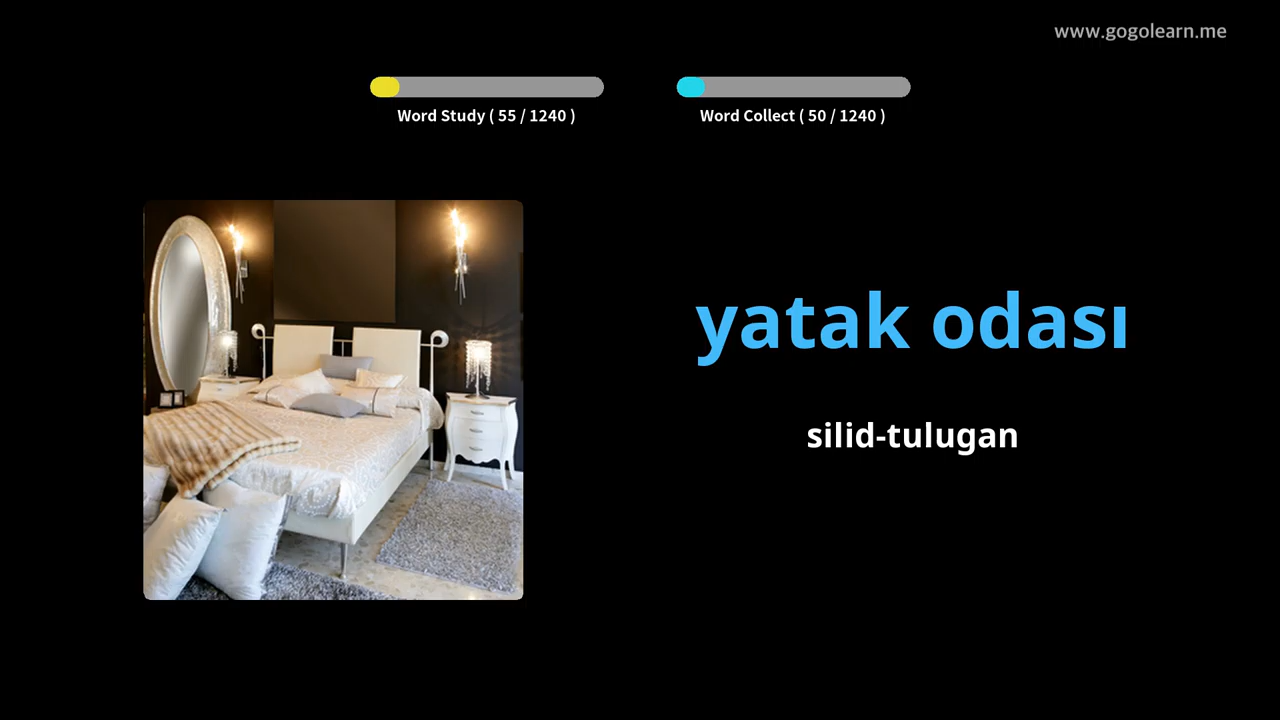 www.gogolearn.me
Word Study ( 55 / 1240 )
Word Collect ( 50 / 1240 )
yatak odası
silid-tulugan